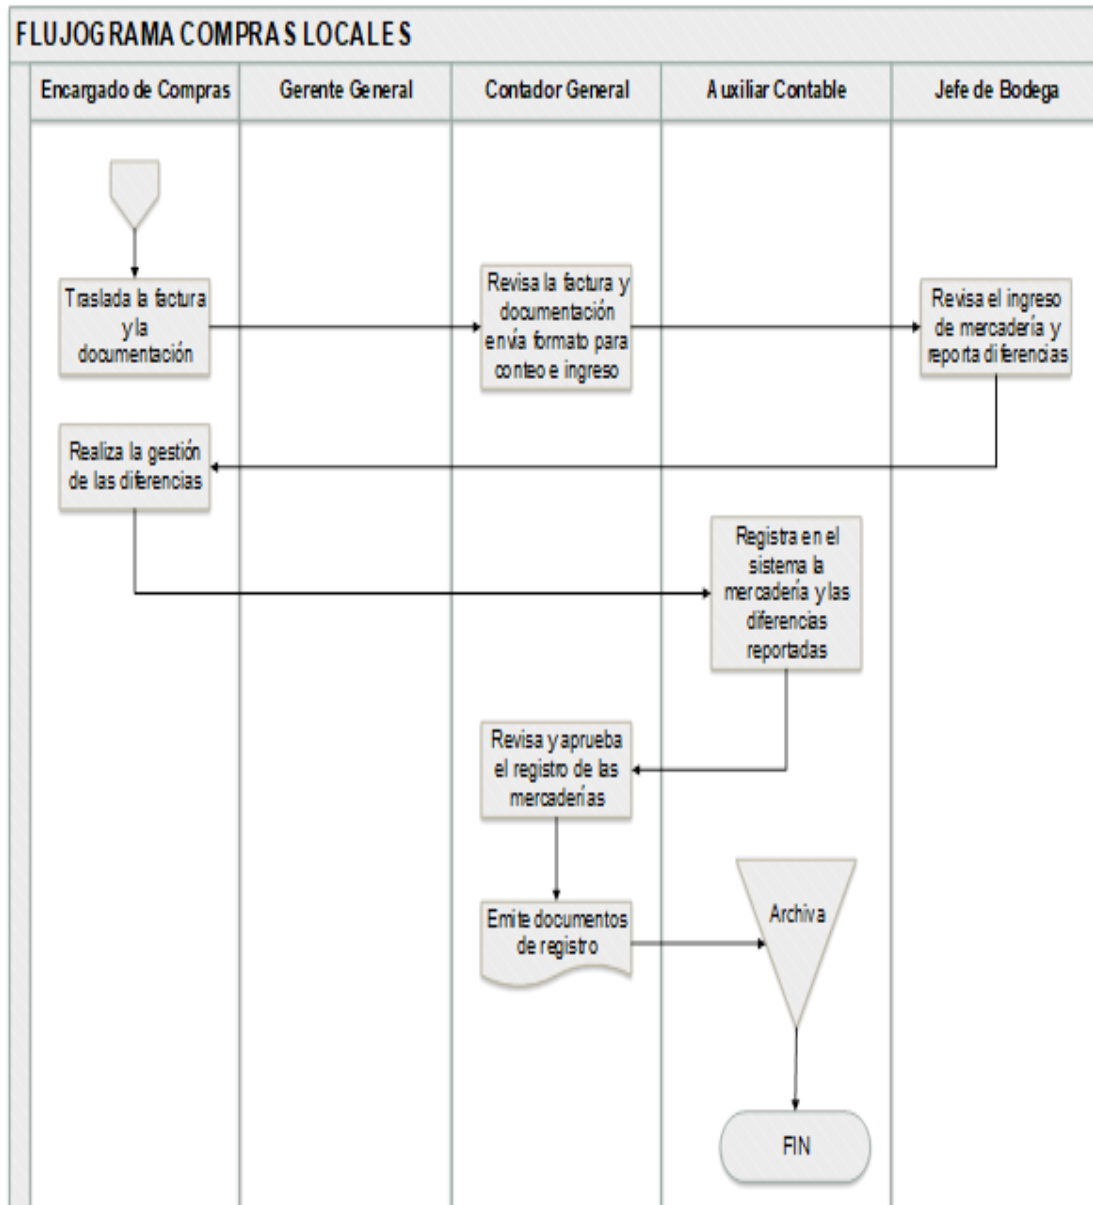 FLUJOGRAMA COMPRAS LOCALES
Encargado de Compras
Gerente General
Contador General
Auxiliar Contable
Jefe de Bodega
Traslada la factura
y la
documentación
Revisa la factura y
documentación
envía formato para
conteo e ingreso
Revisa el ingreso
de mercadería y
reporta diferencias
Realiza la gestión
de las diferencias
Registra en el
sistema la
mercadería y las
diferencias
reportadas
Revisa y aprueba
el registro de las
mercaderías
Emite documentos
de registro
Archiva
FIN